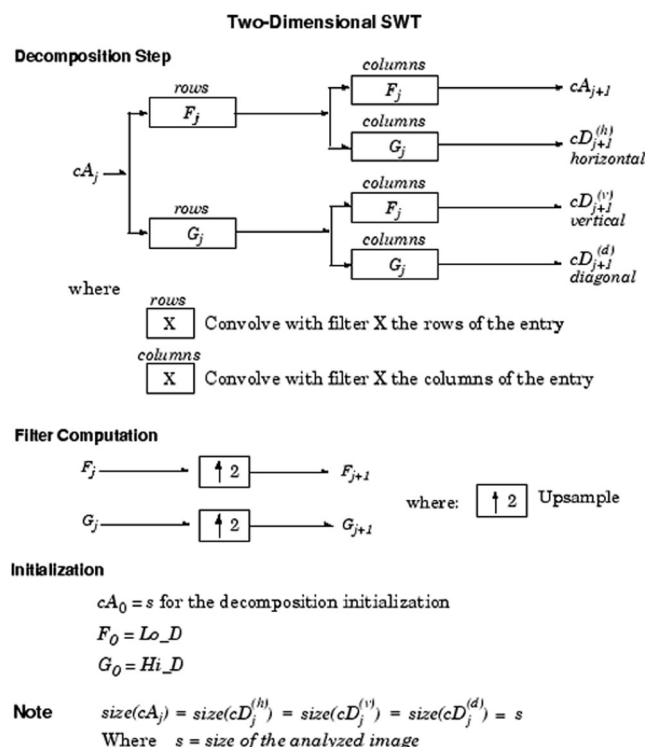 Two-Dimensional SWT
Decomposition Step
rows
F_j
columns
F_j
cA_{j+1}
columns
G_j
cD_{j+1}^{(h)}
horizontal
cA_j
rows
G_j
columns
F_j
cD_{j+1}^{(v)}
vertical
columns
G_j
cD_{j+1}^{(d)}
diagonal
where
rows
X Convolve with filter X the rows of the entry
columns
X Convolve with filter X the columns of the entry
Filter Computation
F_j ↑ 2 F_{j+1}
where: ↑ 2 Upsample
G_j ↑ 2 G_{j+1}
Initialization
cA_0 = s for the decomposition initialization
F_0 = Lo_D
G_0 = Hi_D
Note size(cA_j) = size(cD_j^{(h)}) = size(cD_j^{(v)}) = size(cD_j^{(d)}) = s
Where s = size of the analyzed image